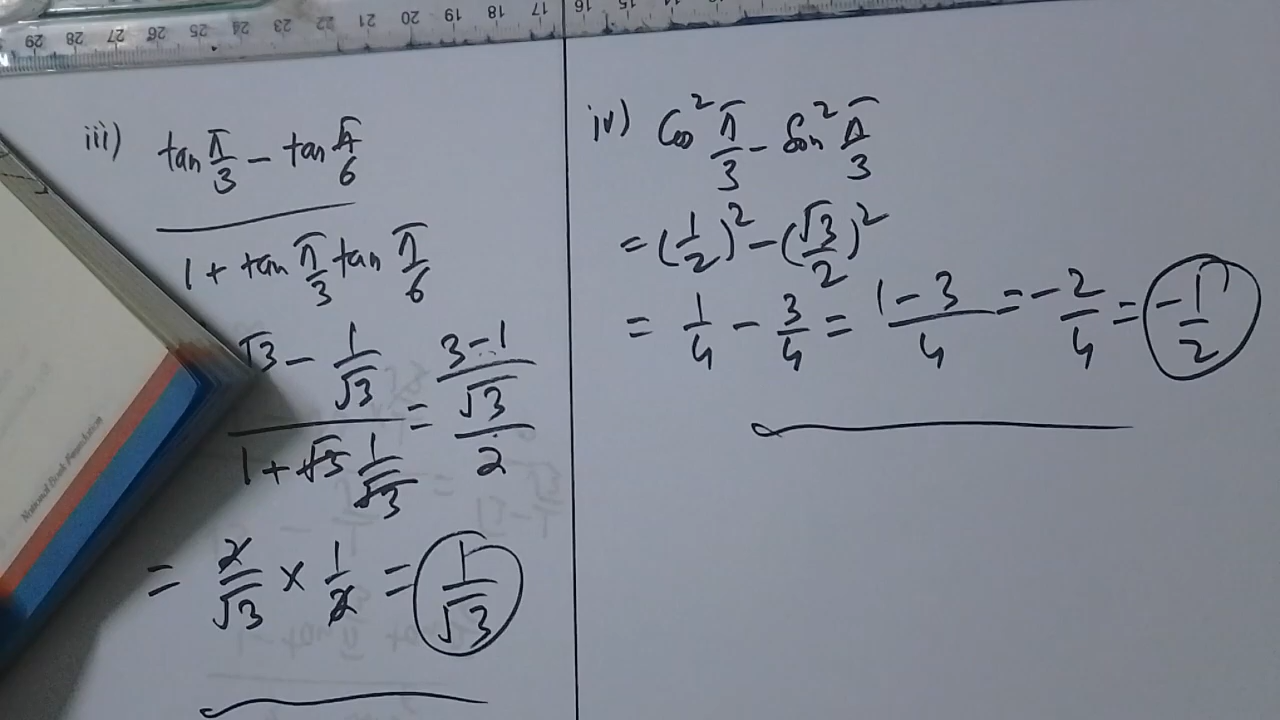 29 28 27 26 25 24 23 22 21 20 19 18 17 16 15
iii) tan π/3 − tan π/6
1 + tan π/3 tan π/6
√3 − 1/√3 = 3−1/√3
1 + √3 1/√3 2
= 2/√3 × 1/2 = 1/√3
National Book Foundation
iv) Cos² π/3 − Sin² π/3
= (1/2)² − (√3/2)²
= 1/4 − 3/4 = 1−3/4 = −2/4 = −1/2